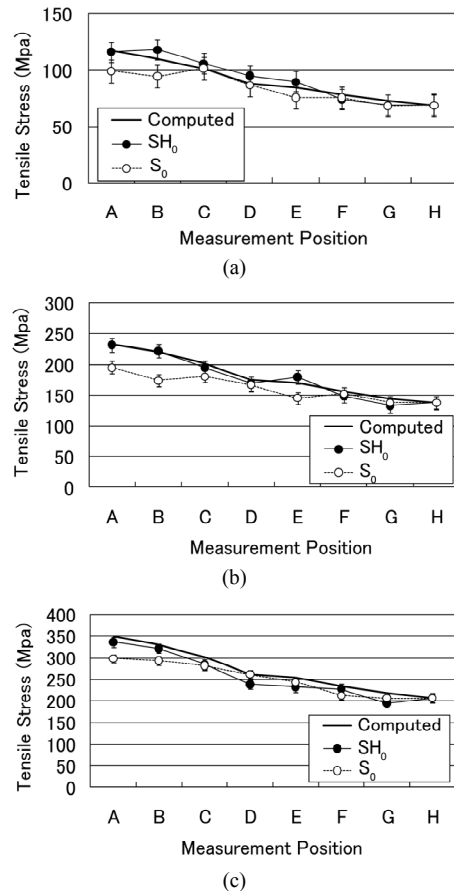 150
100
50
0
Tensile Stress (Mpa)
Computed
SH₀
S₀
A B C D E F G H
Measurement Position
(a)
300
250
200
150
100
50
0
Tensile Stress (Mpa)
Computed
SH₀
S₀
A B C D E F G H
Measurement Position
(b)
400
350
300
250
200
150
100
50
0
Tensile Stress (Mpa)
Computed
SH₀
S₀
A B C D E F G H
Measurement Position
(c)